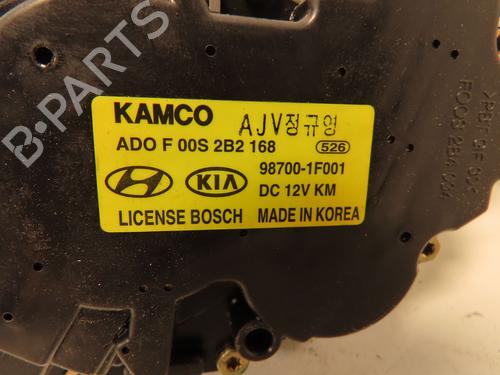 KAMCO AJV정규영
ADO F 00S 2B2 168 526
98700-1F001
KIA DC 12V KM
LICENSE BOSCH MADE IN KOREA
B-PARTS